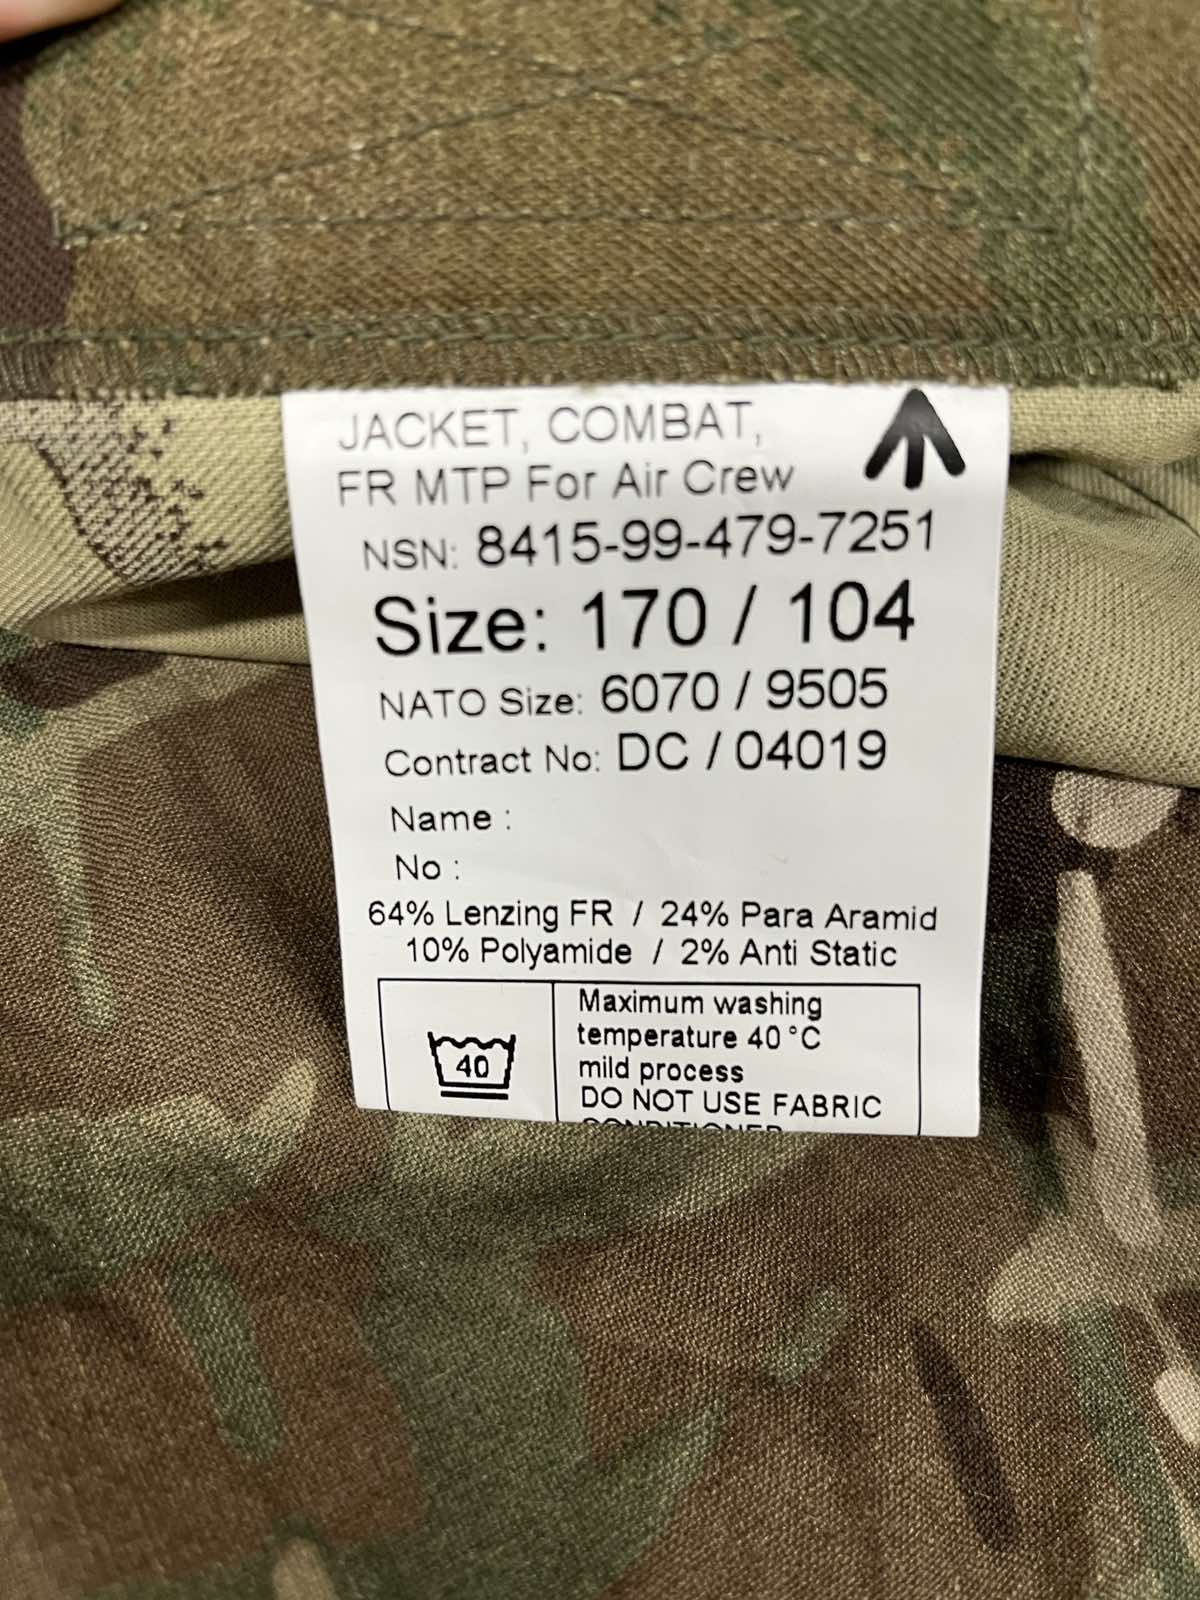 JACKET, COMBAT,
FR MTP For Air Crew
NSN: 8415-99-479-7251
Size: 170 / 104
NATO Size: 6070 / 9505
Contract No: DC / 04019
Name :
No :
64% Lenzing FR / 24% Para Aramid
10% Polyamide / 2% Anti Static
40
Maximum washing
temperature 40 °C
mild process
DO NOT USE FABRIC
CONDITIONER